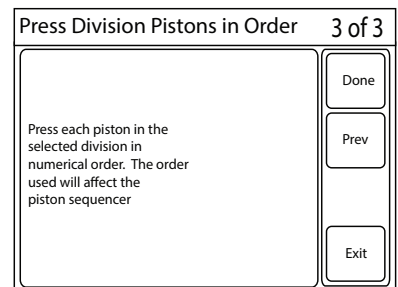 Press Division Pistons in Order 3 of 3
Done
Press each piston in the
selected division in
numerical order. The order
used will affect the
piston sequencer
Prev
Exit